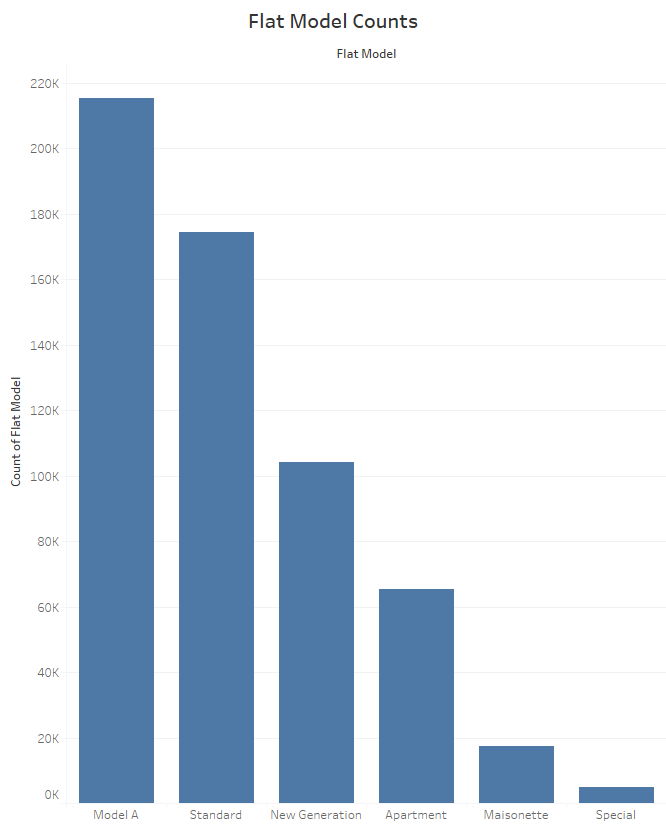 Flat Model Counts
Flat Model
Count of Flat Model
220K
200K
180K
160K
140K
120K
100K
80K
60K
40K
20K
0K
Model A Standard New Generation Apartment Maisonette Special